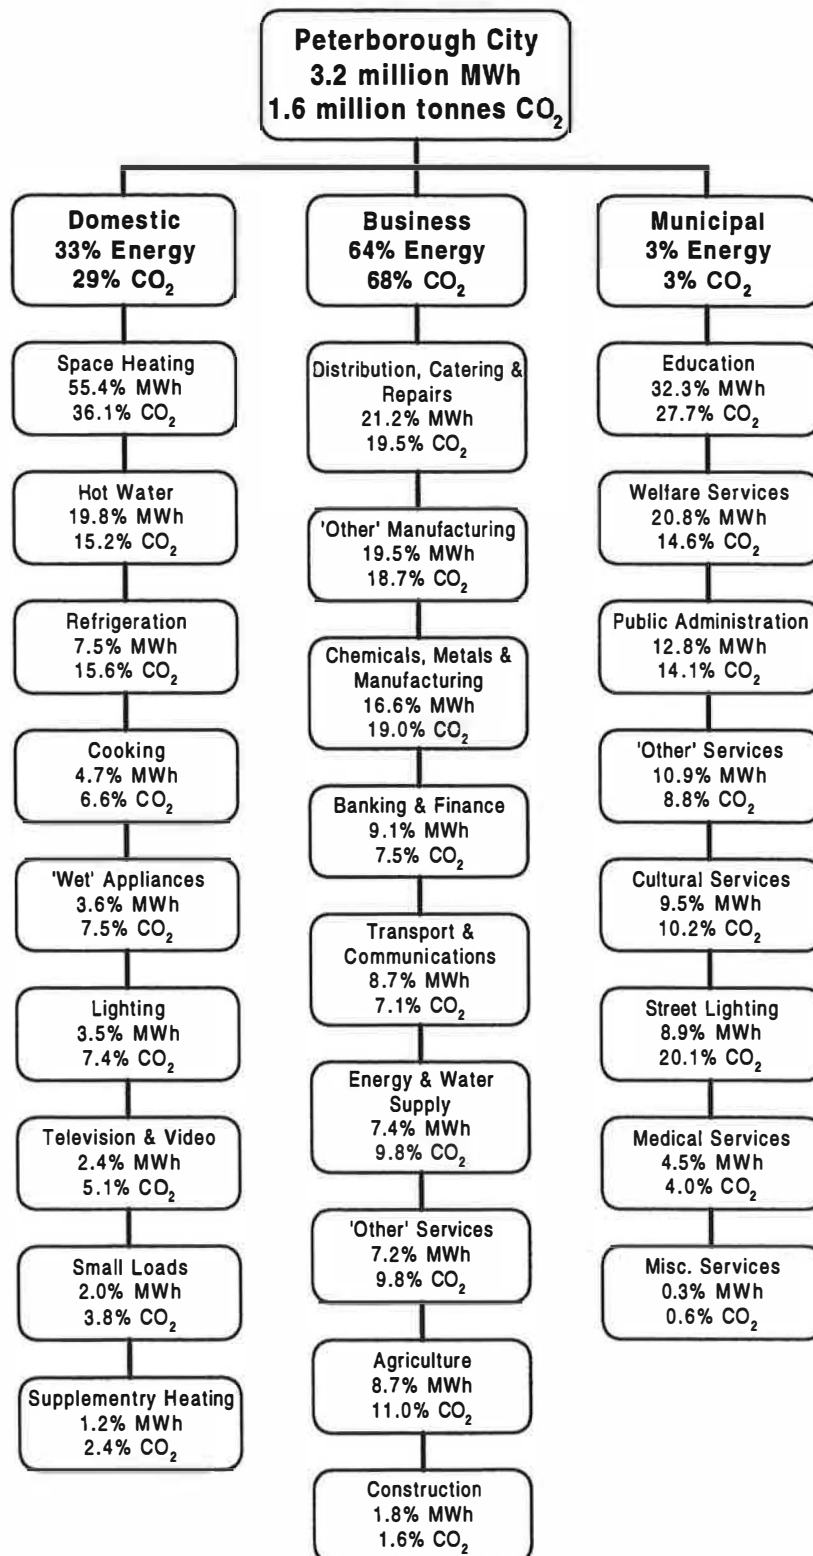 Peterborough City
3.2 million MWh
1.6 million tonnes CO₂
Domestic
33% Energy
29% CO₂
Space Heating
55.4% MWh
36.1% CO₂
Hot Water
19.8% MWh
15.2% CO₂
Refrigeration
7.5% MWh
15.6% CO₂
Cooking
4.7% MWh
6.6% CO₂
'Wet' Appliances
3.6% MWh
7.5% CO₂
Lighting
3.5% MWh
7.4% CO₂
Television & Video
2.4% MWh
5.1% CO₂
Small Loads
2.0% MWh
3.8% CO₂
Supplementry Heating
1.2% MWh
2.4% CO₂
Business
64% Energy
68% CO₂
Distribution, Catering &
Repairs
21.2% MWh
19.5% CO₂
'Other' Manufacturing
19.5% MWh
18.7% CO₂
Chemicals, Metals &
Manufacturing
16.6% MWh
19.0% CO₂
Banking & Finance
9.1% MWh
7.5% CO₂
Transport &
Communications
8.7% MWh
7.1% CO₂
Energy & Water
Supply
7.4% MWh
9.8% CO₂
'Other' Services
7.2% MWh
9.8% CO₂
Agriculture
8.7% MWh
11.0% CO₂
Construction
1.8% MWh
1.6% CO₂
Municipal
3% Energy
3% CO₂
Education
32.3% MWh
27.7% CO₂
Welfare Services
20.8% MWh
14.6% CO₂
Public Administration
12.8% MWh
14.1% CO₂
'Other' Services
10.9% MWh
8.8% CO₂
Cultural Services
9.5% MWh
10.2% CO₂
Street Lighting
8.9% MWh
20.1% CO₂
Medical Services
4.5% MWh
4.0% CO₂
Misc. Services
0.3% MWh
0.6% CO₂